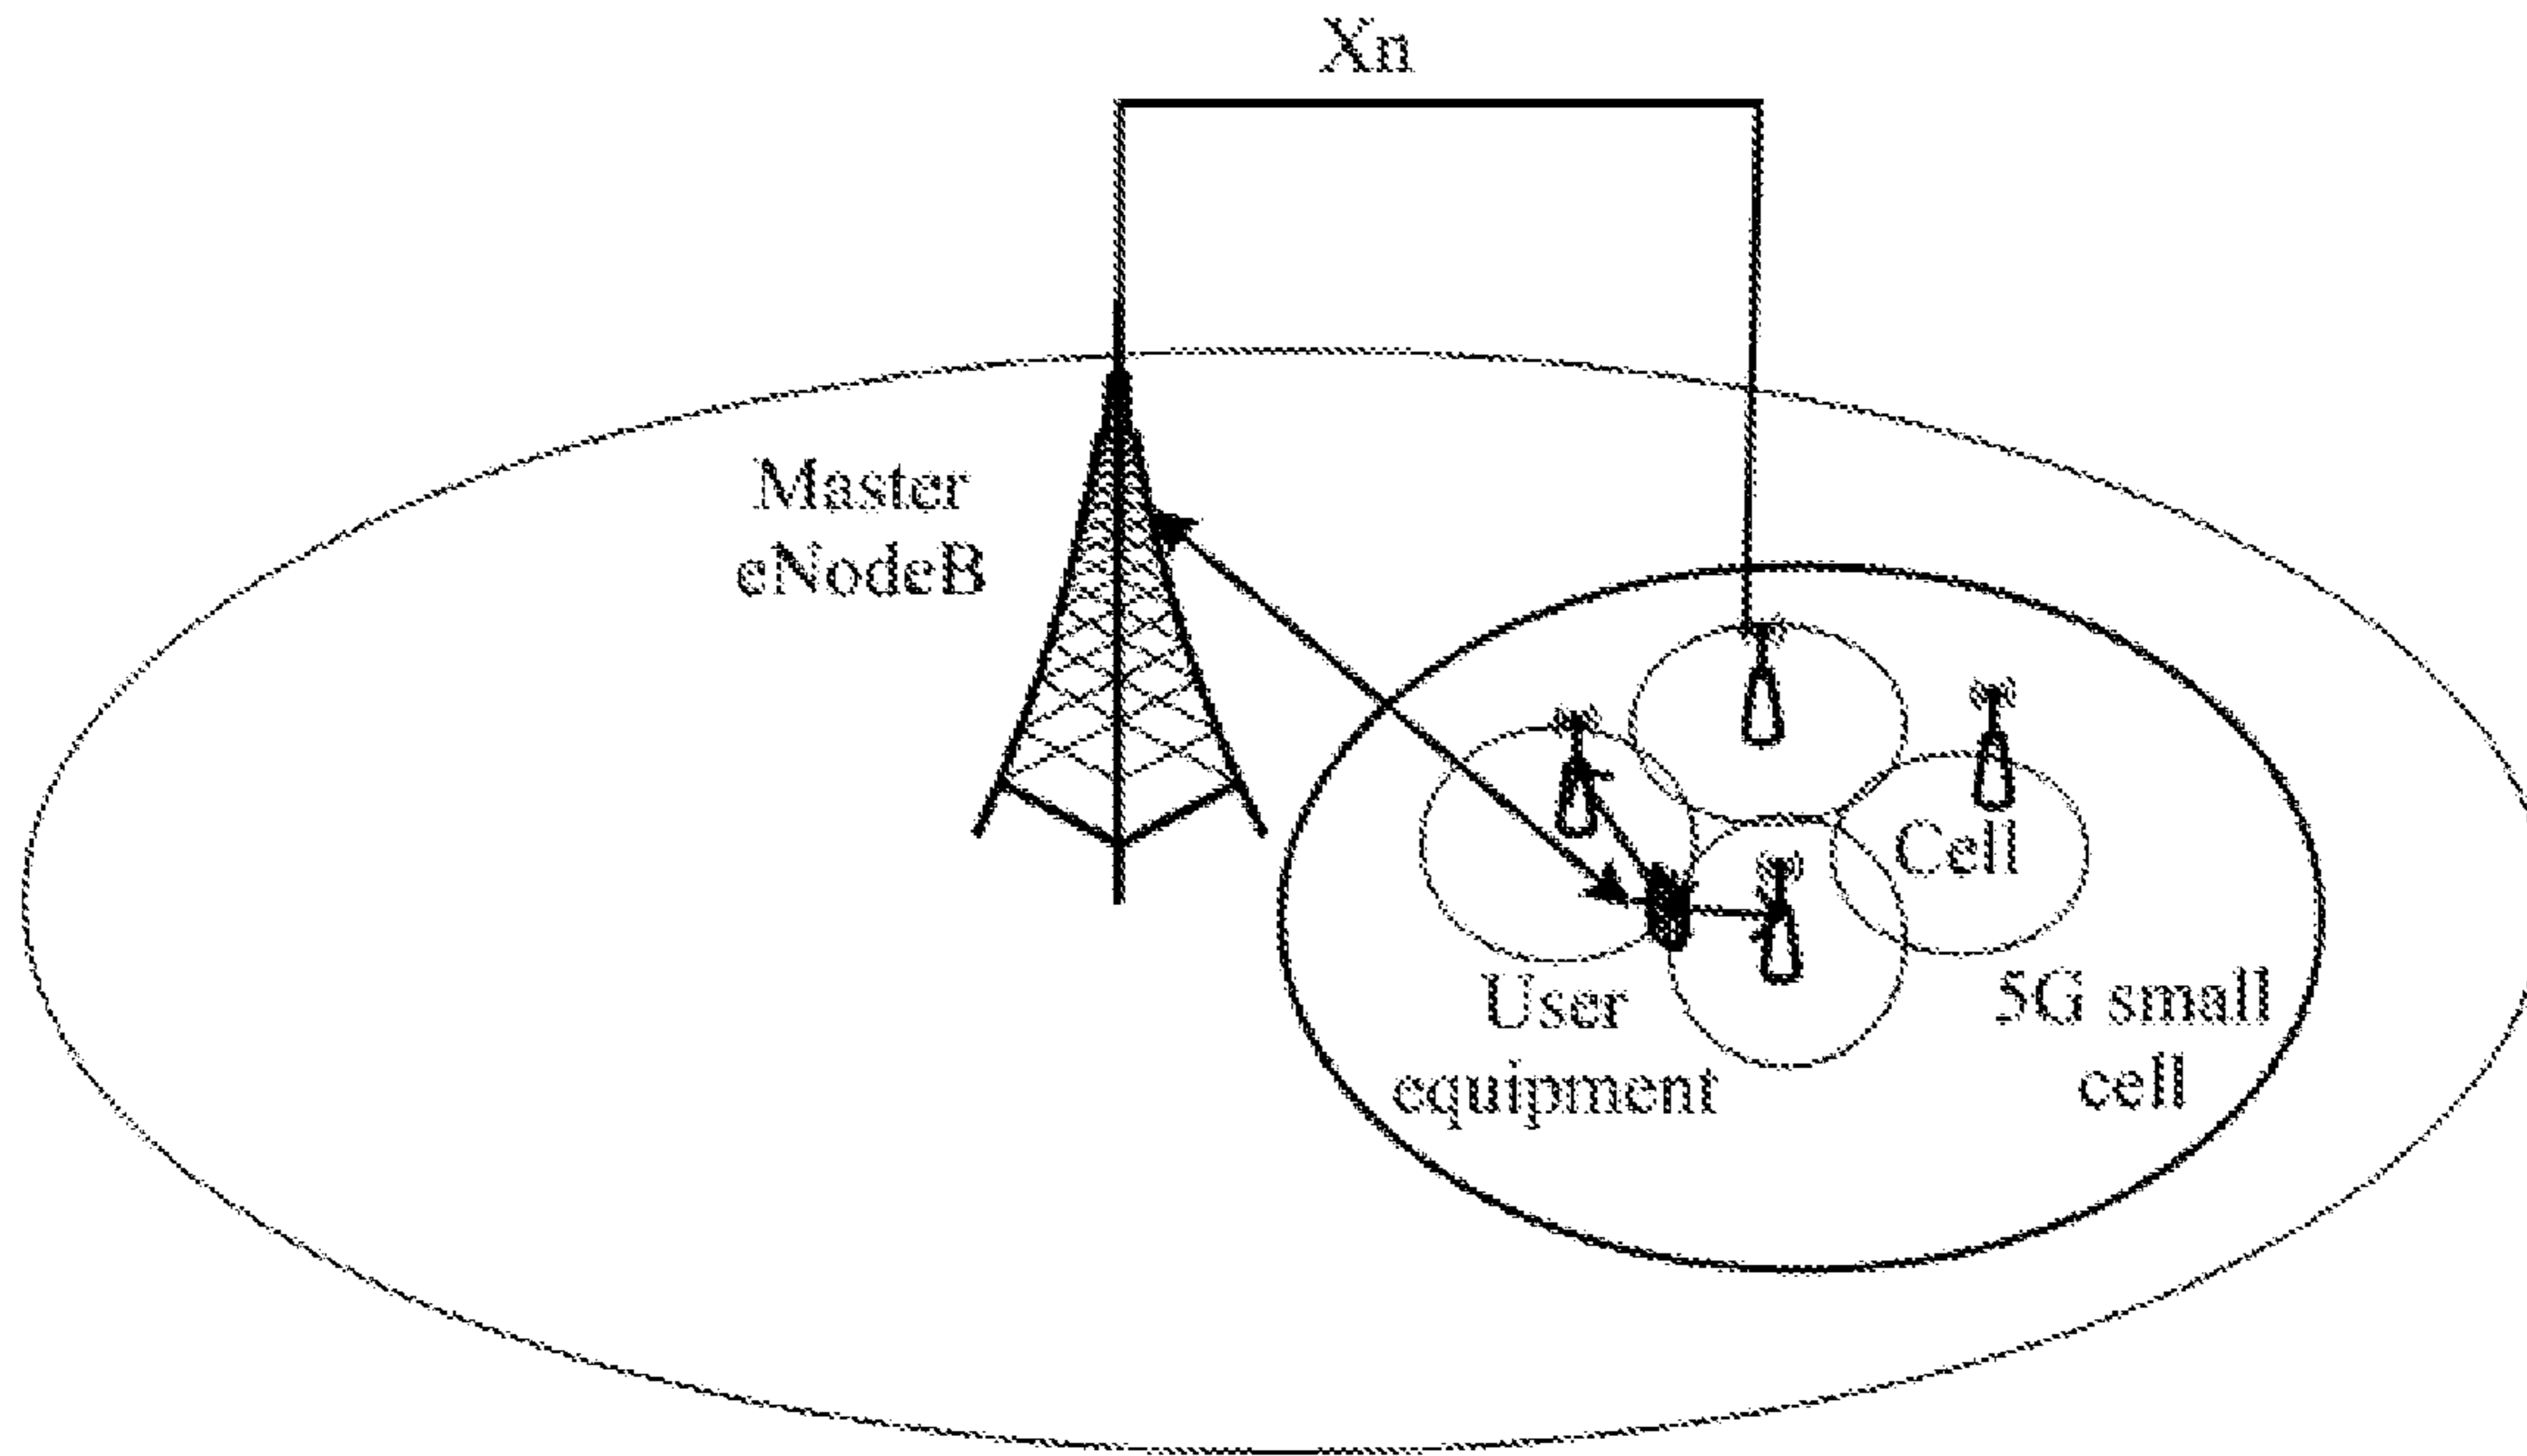 Xn
Master
eNodeB
Cell
User
equipment
5G small
cell